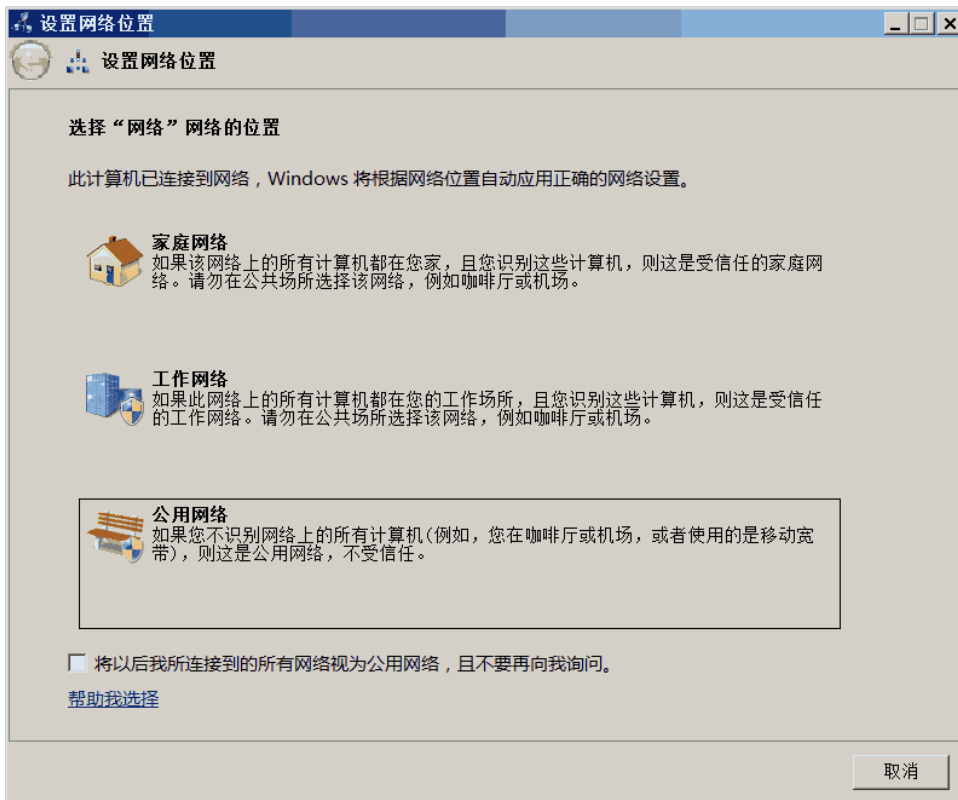 设置网络位置
设置网络位置
选择“网络”网络的位置
此计算机已连接到网络，Windows 将根据网络位置自动应用正确的网络设置。
家庭网络
如果该网络上的所有计算机都在您家，且您识别这些计算机，则这是受信任的家庭网
络。请勿在公共场所选择该网络，例如咖啡厅或机场。
工作网络
如果此网络上的所有计算机都在您的工作场所，且您识别这些计算机，则这是受信任
的工作网络。请勿在公共场所选择该网络，例如咖啡厅或机场。
公用网络
如果您不识别网络上的所有计算机(例如，您在咖啡厅或机场，或者使用的是移动宽
带)，则这是公用网络，不受信任。
将以后我所连接到的所有网络视为公用网络，且不要再向我询问。
帮助我选择
取消